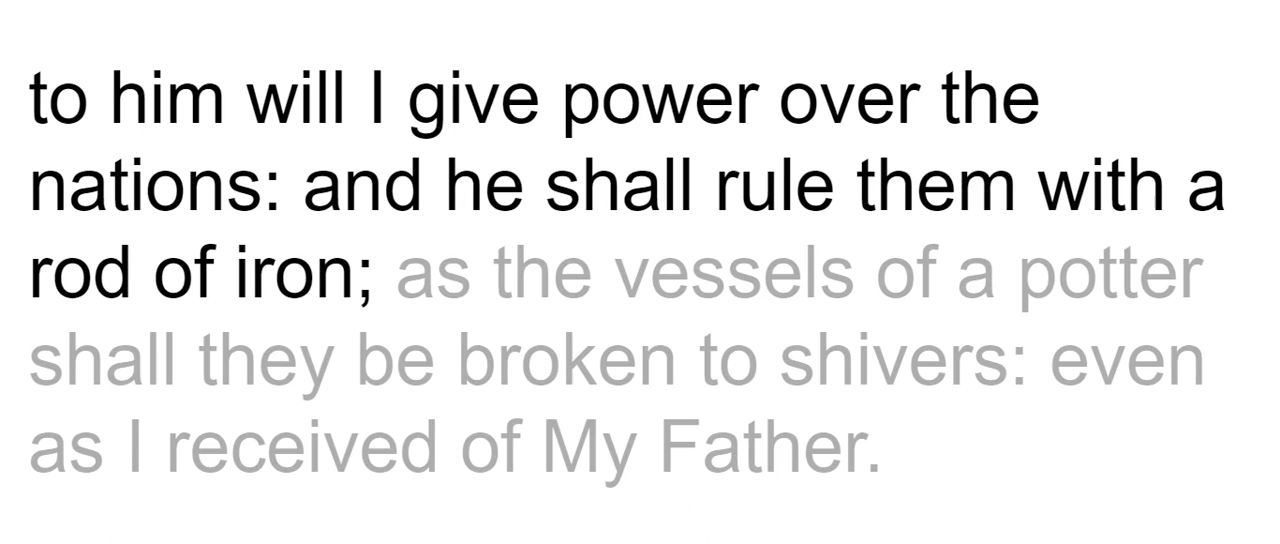 to him will I give power over the
nations: and he shall rule them with a
rod of iron; as the vessels of a potter
shall they be broken to shivers: even
as I received of My Father.